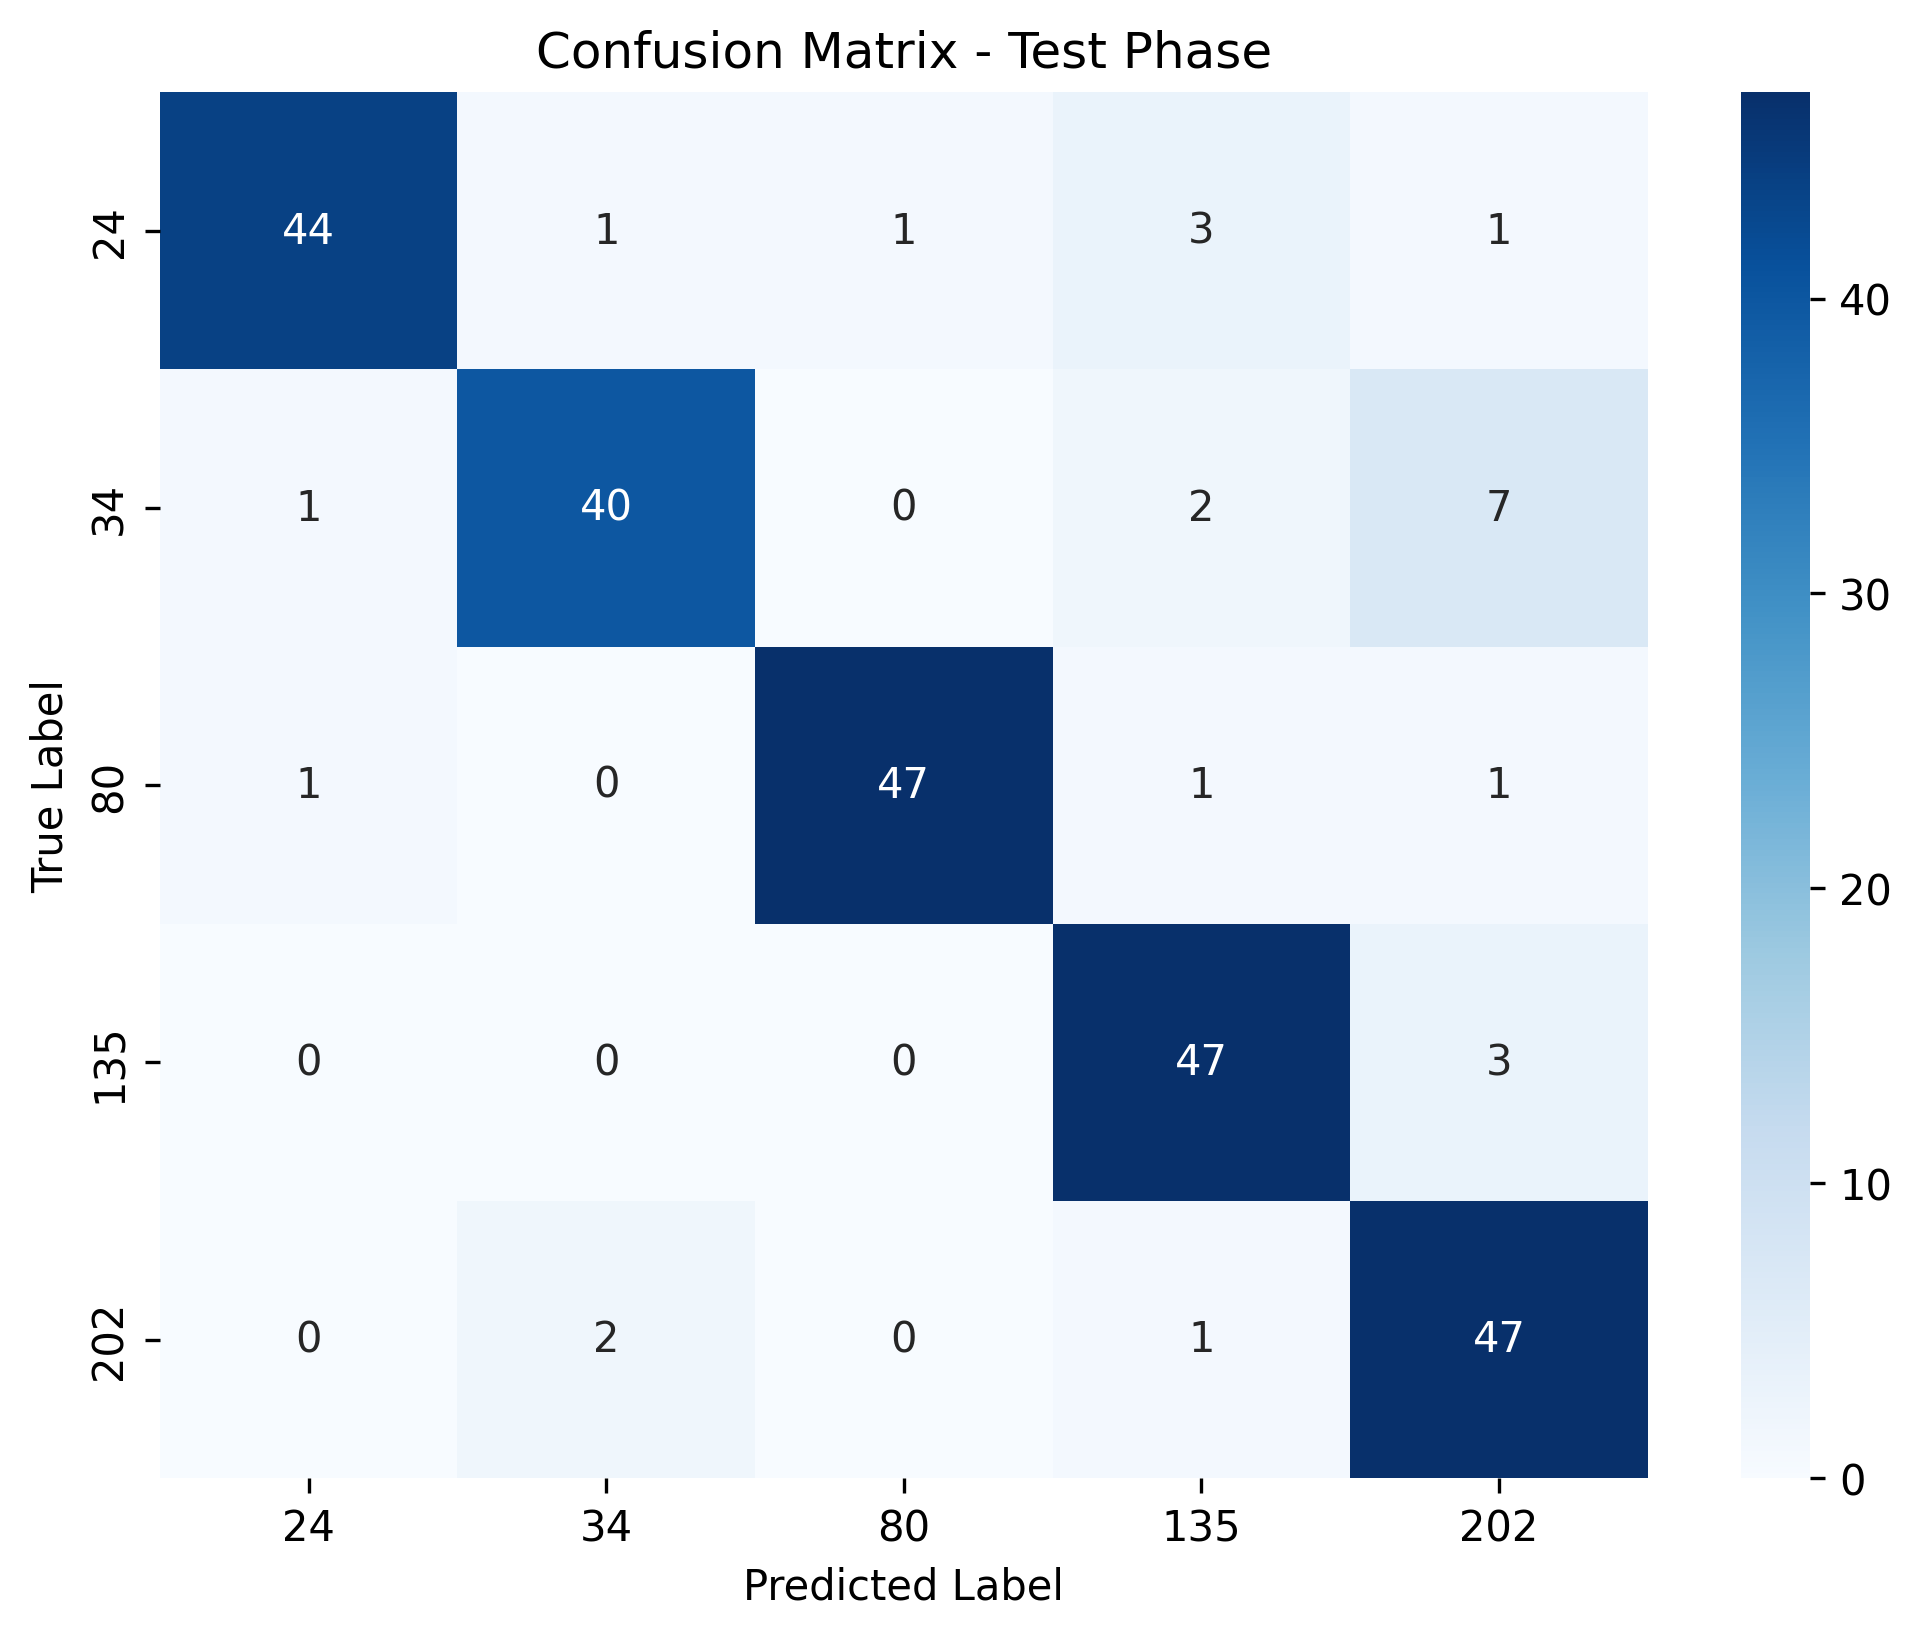 Confusion Matrix - Test Phase
True Label
24 44 1 1 3 1
34 1 40 0 2 7
80 1 0 47 1 1
135 0 0 0 47 3
202 0 2 0 1 47
24 34 80 135 202
Predicted Label
40
30
20
10
0